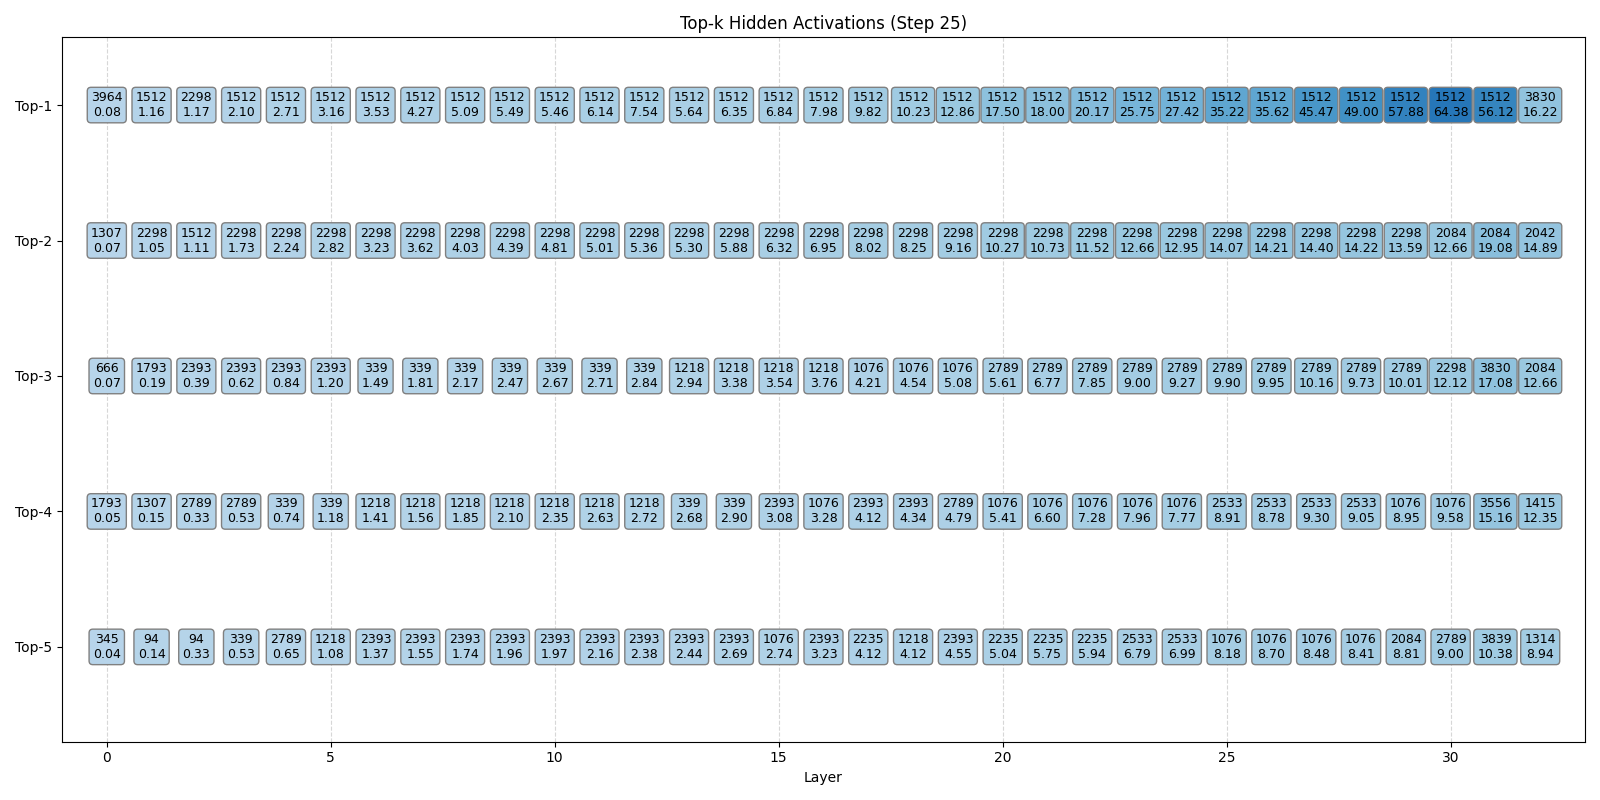 Top-k Hidden Activations (Step 25)
Top-1
3964 1512 2298 1512 1512 1512 1512 1512 1512 1512 1512 1512 1512 1512 1512 1512 1512 1512 1512 1512 1512 1512 1512 1512 1512 1512 1512 1512 1512 1512 1512 1512 3830
0.08 1.16 1.17 2.10 2.71 3.16 3.53 4.27 5.09 5.49 5.46 6.14 7.54 5.64 6.35 6.84 7.98 9.82 10.23 12.86 17.50 18.00 20.17 25.75 27.42 35.22 35.62 45.47 49.00 57.88 64.38 56.12 16.22
Top-2
1307 2298 1512 2298 2298 2298 2298 2298 2298 2298 2298 2298 2298 2298 2298 2298 2298 2298 2298 2298 2298 2298 2298 2298 2298 2298 2298 2298 2298 2298 2084 2084 2042
0.07 1.05 1.11 1.73 2.24 2.82 3.23 3.62 4.03 4.39 4.81 5.01 5.36 5.30 5.88 6.32 6.95 8.02 8.25 9.16 10.27 10.73 11.52 12.66 12.95 14.07 14.21 14.40 14.22 13.59 12.66 19.08 14.89
Top-3
666 1793 2393 2393 2393 2393 339 339 339 339 339 339 339 1218 1218 1218 1218 1076 1076 1076 2789 2789 2789 2789 2789 2789 2789 2789 2789 2789 2298 3830 2084
0.07 0.19 0.39 0.62 0.84 1.20 1.49 1.81 2.17 2.47 2.67 2.71 2.84 2.94 3.38 3.54 3.76 4.21 4.54 5.08 5.61 6.77 7.85 9.00 9.27 9.90 9.95 10.16 9.73 10.01 12.12 17.08 12.66
Top-4
1793 1307 2789 2789 339 339 1218 1218 1218 1218 1218 1218 1218 339 339 2393 1076 2393 2393 2789 1076 1076 1076 1076 1076 2533 2533 2533 2533 1076 1076 3556 1415
0.05 0.15 0.33 0.53 0.74 1.18 1.41 1.56 1.85 2.10 2.35 2.63 2.72 2.68 2.90 3.08 3.28 4.12 4.34 4.79 5.41 6.60 7.28 7.96 7.77 8.91 8.78 9.30 9.05 8.95 9.58 15.16 12.35
Top-5
345 94 94 339 2789 1218 2393 2393 2393 2393 2393 2393 2393 2393 2393 1076 2393 2235 1218 2393 2235 2235 2235 2533 2533 1076 1076 1076 1076 2084 2789 3839 1314
0.04 0.14 0.33 0.53 0.65 1.08 1.37 1.55 1.74 1.96 1.97 2.16 2.38 2.44 2.69 2.74 3.23 4.12 4.12 4.55 5.04 5.75 5.94 6.79 6.99 8.18 8.70 8.48 8.41 8.81 9.00 10.38 8.94
0 5 10 15 20 25 30
Layer